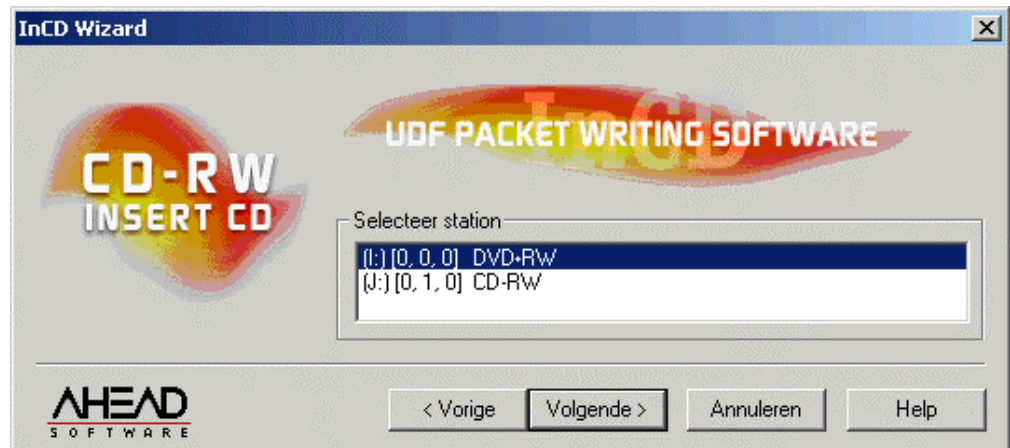 InCD Wizard
InCD
UDF PACKET WRITING SOFTWARE
CD-RW
INSERT CD
Selecteer station
(I:) [0, 0, 0] DVD+RW
(J:) [0, 1, 0] CD-RW
AHEAD
SOFTWARE
< Vorige
Volgende >
Annuleren
Help